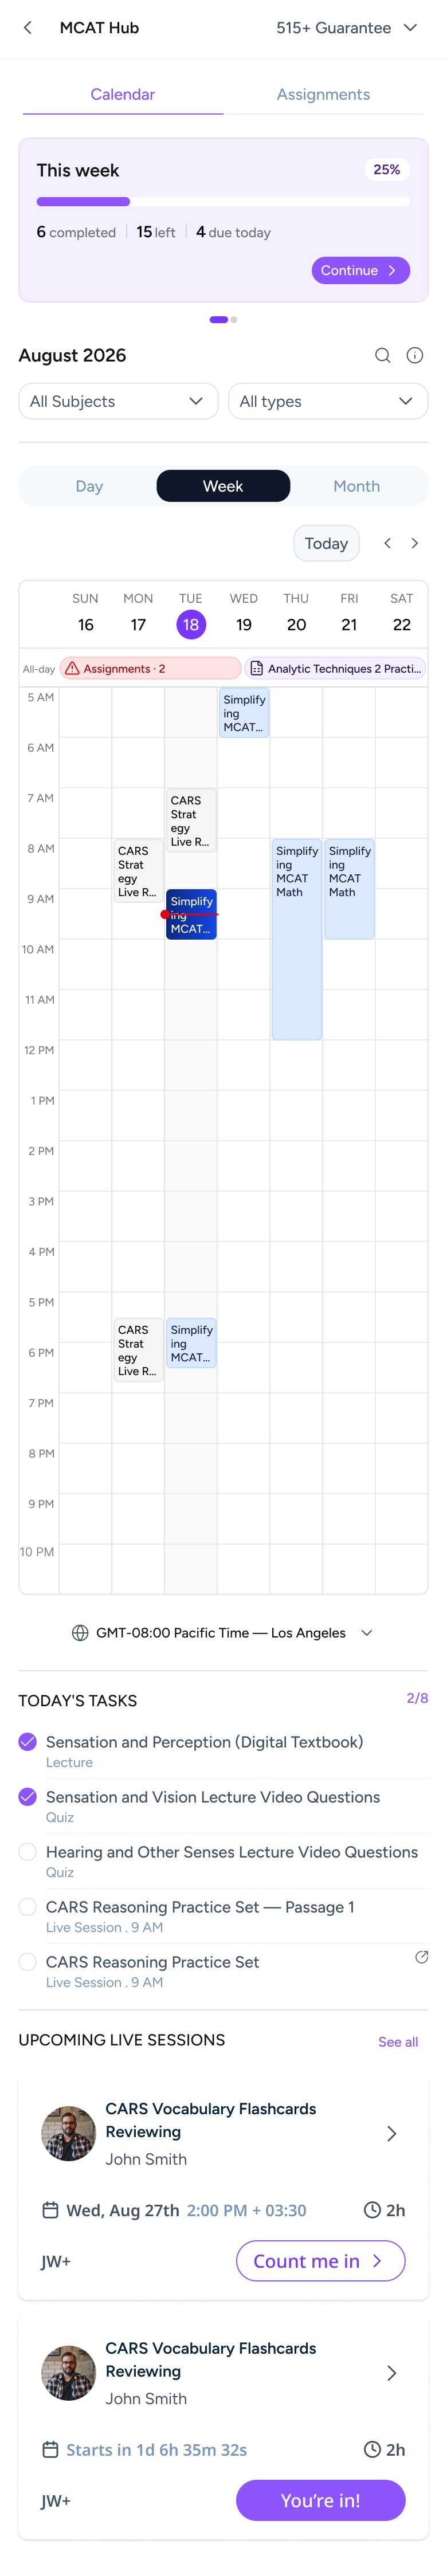 MCAT Hub
515+ Guarantee
Calendar
Assignments
This week
25%
6 completed
15 left
4 due today
Continue
August 2026
All Subjects
All types
Day
Week
Month
Today
SUN
MON
TUE
WED
THU
FRI
SAT
16
17
18
19
20
21
22
All-day
Assignments · 2
Analytic Techniques 2 Practi...
5 AM
Simplify
ing
MCAT...
6 AM
7 AM
CARS
Strat
egy
Live R...
8 AM
CARS
Strat
egy
Live R...
Simplify
ing
MCAT
Math
Simplify
ing
MCAT
Math
9 AM
Simplify
ing
MCAT...
10 AM
11 AM
12 PM
1 PM
2 PM
3 PM
4 PM
5 PM
CARS
Strat
egy
Live R...
Simplify
ing
MCAT...
6 PM
7 PM
8 PM
9 PM
10 PM
GMT-08:00 Pacific Time — Los Angeles
TODAY'S TASKS
2/8
Sensation and Perception (Digital Textbook)
Lecture
Sensation and Vision Lecture Video Questions
Quiz
Hearing and Other Senses Lecture Video Questions
Quiz
CARS Reasoning Practice Set — Passage 1
Live Session . 9 AM
CARS Reasoning Practice Set
Live Session . 9 AM
UPCOMING LIVE SESSIONS
See all
CARS Vocabulary Flashcards
Reviewing
John Smith
Wed, Aug 27th 2:00 PM + 03:30
2h
JW+
Count me in
CARS Vocabulary Flashcards
Reviewing
John Smith
Starts in 1d 6h 35m 32s
2h
JW+
You're in!